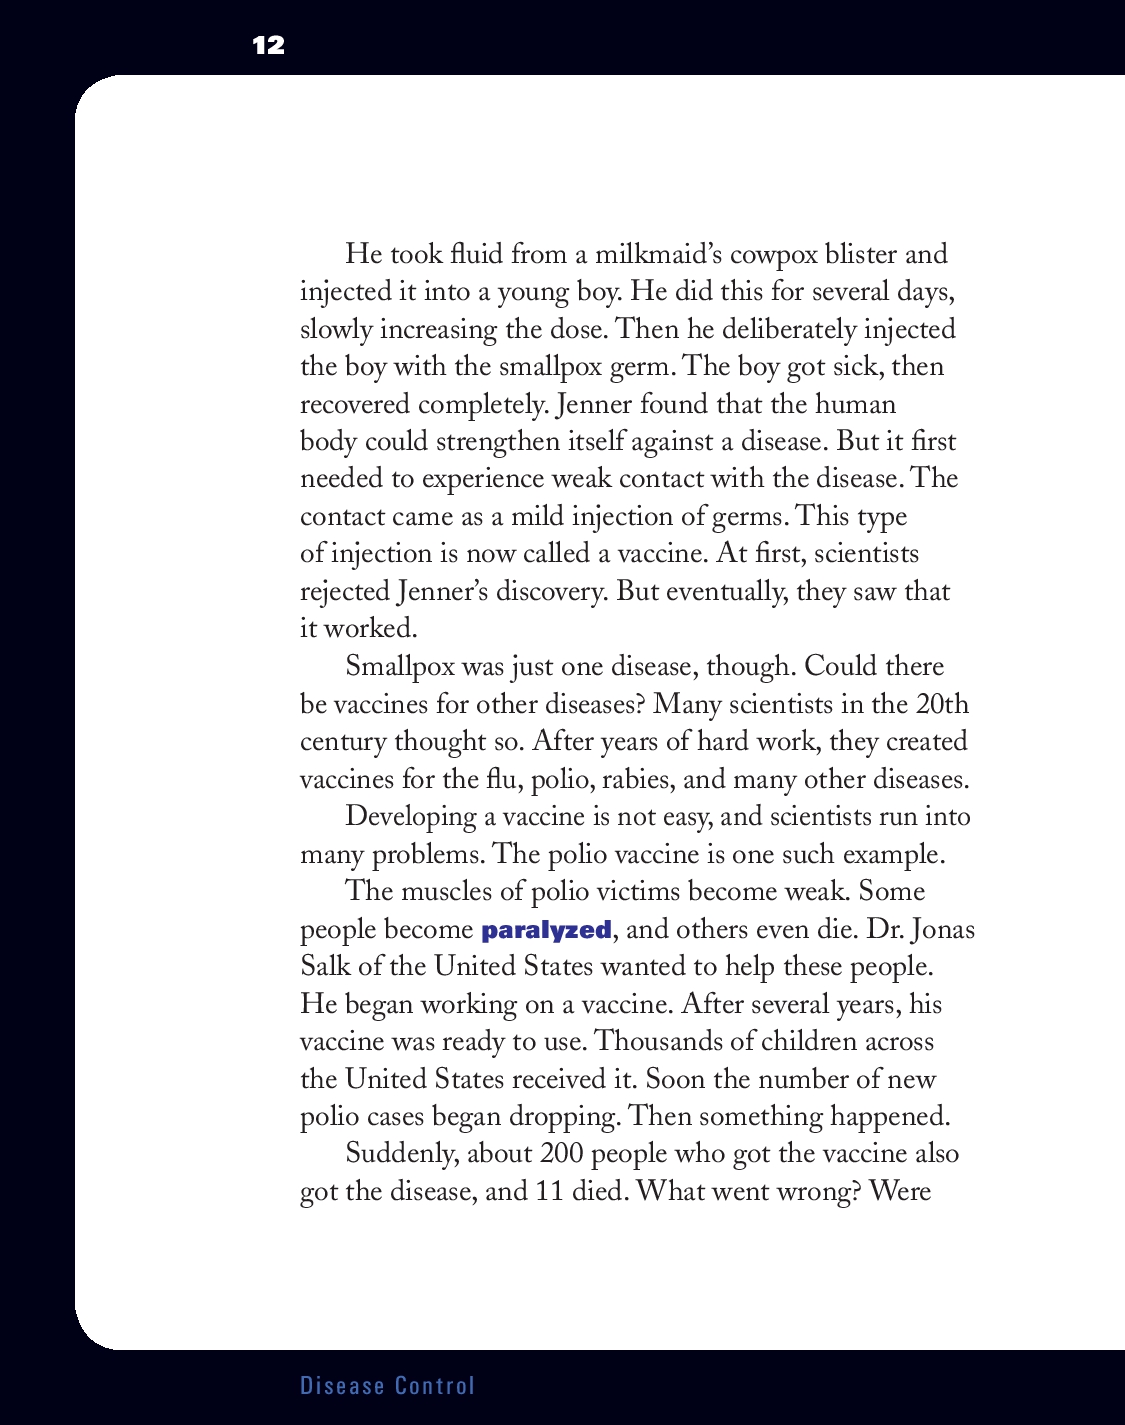 12
He took fluid from a milkmaid’s cowpox blister and
injected it into a young boy. He did this for several days,
slowly increasing the dose. Then he deliberately injected
the boy with the smallpox germ. The boy got sick, then
recovered completely. Jenner found that the human
body could strengthen itself against a disease. But it first
needed to experience weak contact with the disease. The
contact came as a mild injection of germs. This type
of injection is now called a vaccine. At first, scientists
rejected Jenner’s discovery. But eventually, they saw that
it worked.
Smallpox was just one disease, though. Could there
be vaccines for other diseases? Many scientists in the 20th
century thought so. After years of hard work, they created
vaccines for the flu, polio, rabies, and many other diseases.
Developing a vaccine is not easy, and scientists run into
many problems. The polio vaccine is one such example.
The muscles of polio victims become weak. Some
people become paralyzed, and others even die. Dr. Jonas
Salk of the United States wanted to help these people.
He began working on a vaccine. After several years, his
vaccine was ready to use. Thousands of children across
the United States received it. Soon the number of new
polio cases began dropping. Then something happened.
Suddenly, about 200 people who got the vaccine also
got the disease, and 11 died. What went wrong? Were
Disease Control